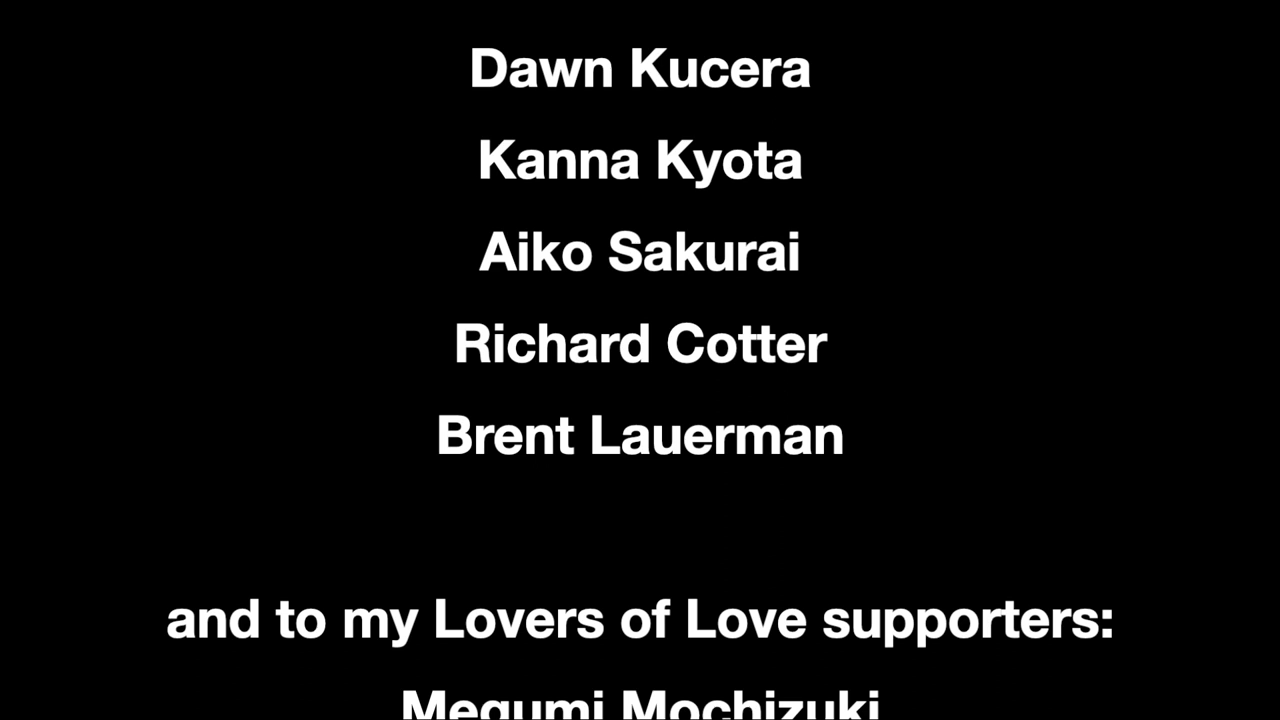 Dawn Kucera
Kanna Kyota
Aiko Sakurai
Richard Cotter
Brent Lauerman
and to my Lovers of Love supporters:
Megumi Mochizuki